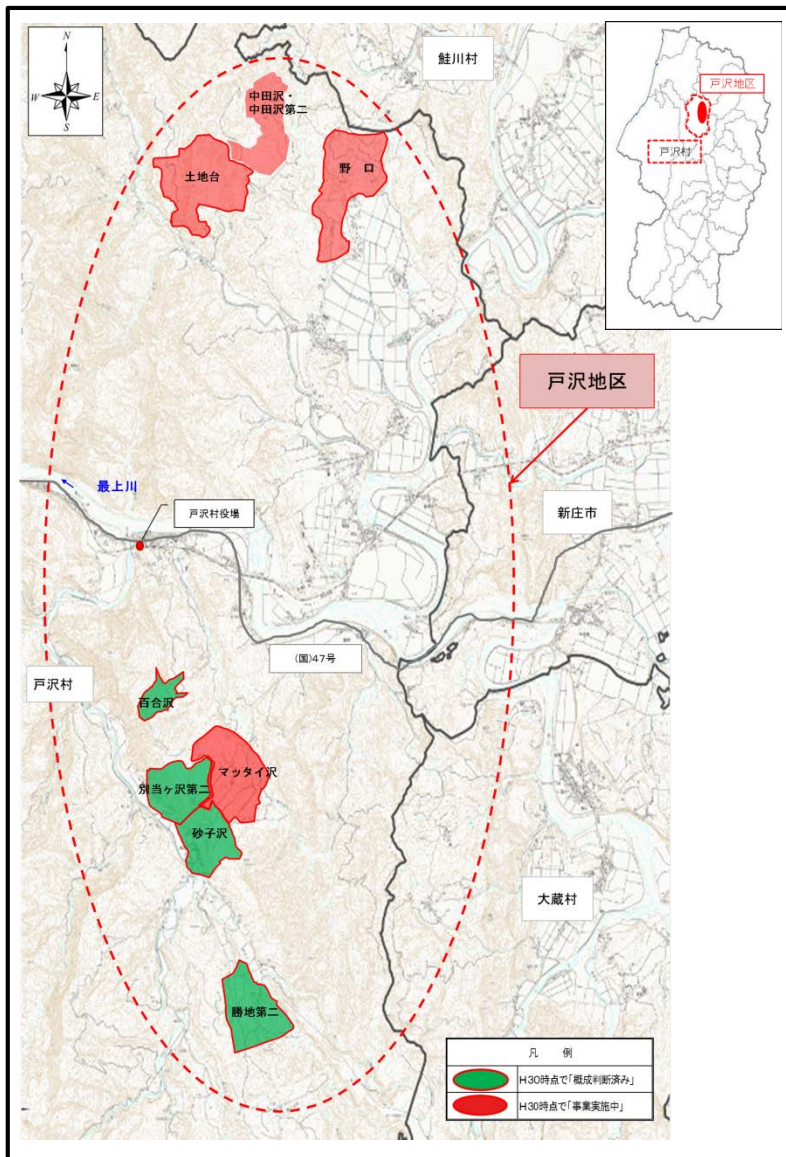 N
W
E
S
鮭川村
中田沢・
中田沢第二
土地台
野 口
戸沢地区
戸沢村
戸沢地区
最上川
戸沢村役場
新庄市
(国)47号
戸沢村
百合沢
マッタイ沢
別当ヶ沢第二
砂子沢
大蔵村
勝地第二
凡 例
H30時点で「概成判断済み」
H30時点で「事業実施中」